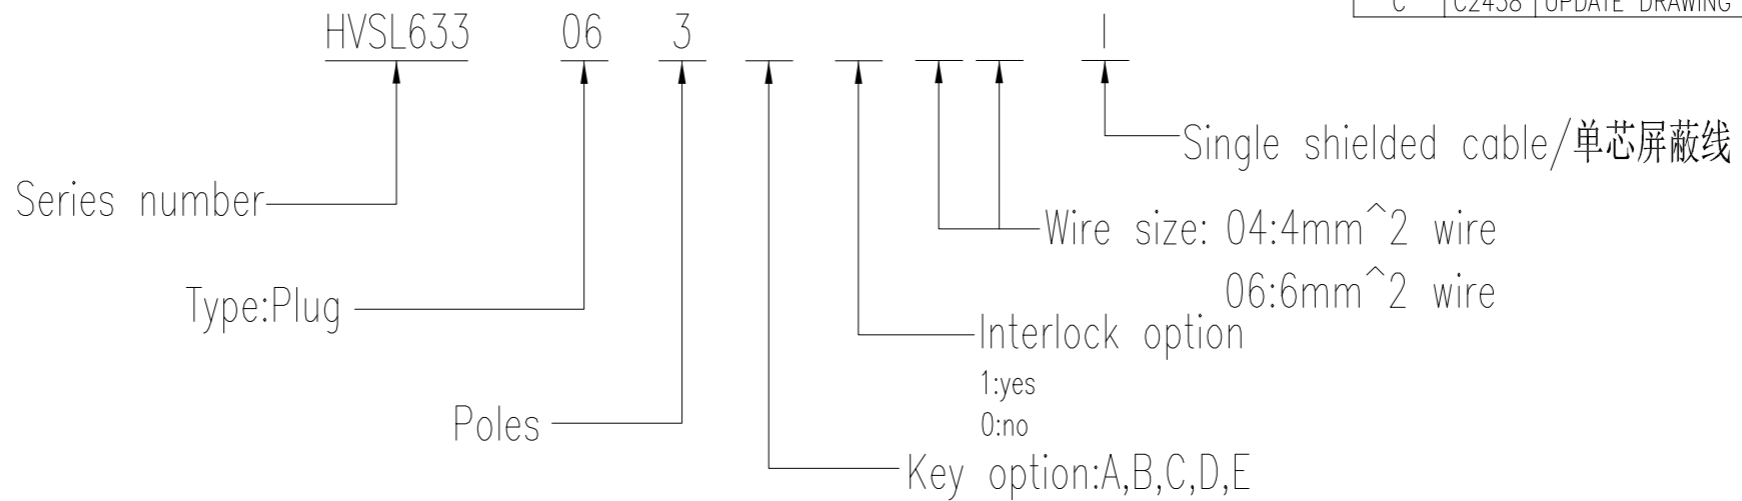 C C2438 UPDATE DRAWING
HVSL633 06 3 1
Single shielded cable/单芯屏蔽线
Series number
Wire size: 04:4mm^2 wire
06:6mm^2 wire
Type:Plug
Interlock option
1:yes
0:no
Poles
Key option:A,B,C,D,E